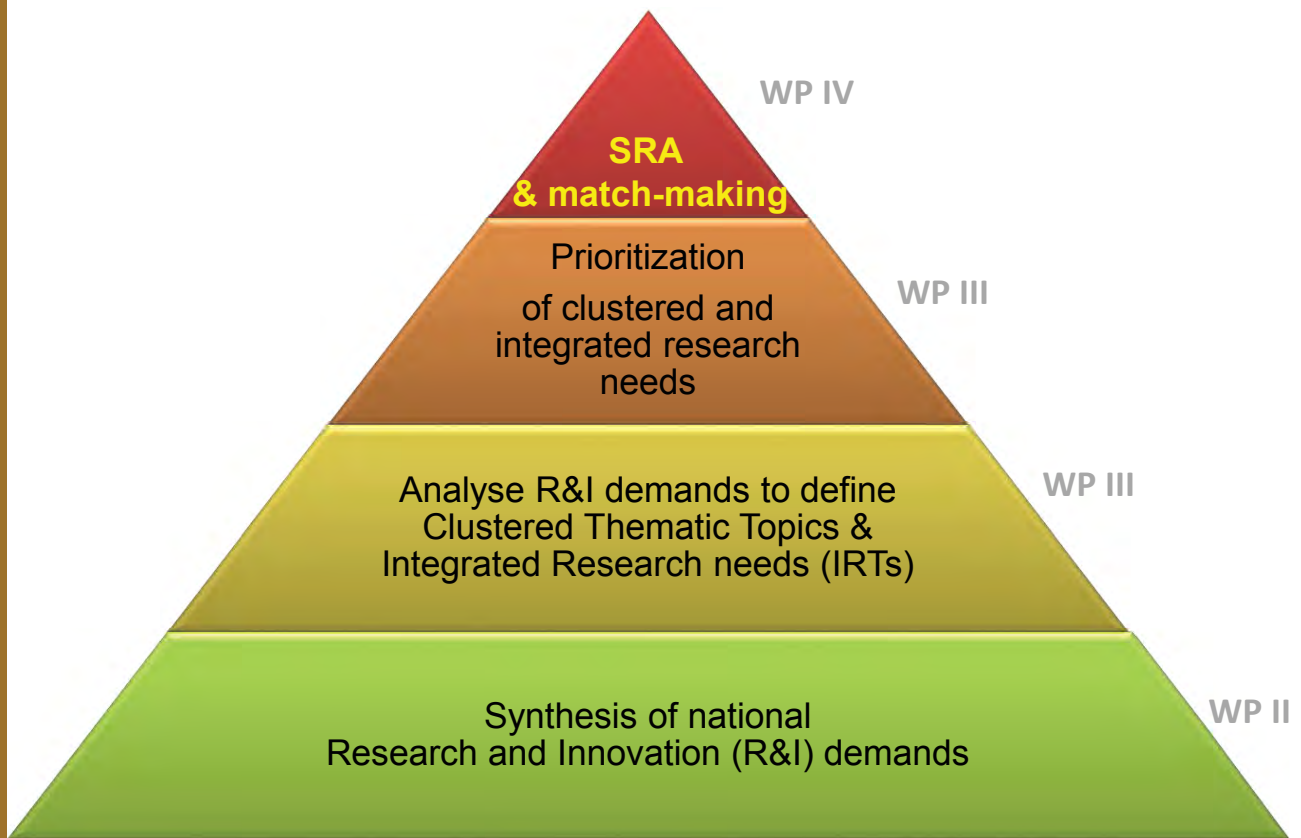 WP IV
SRA
& match-making
Prioritization
of clustered and
integrated research
needs
WP III
Analyse R&I demands to define
Clustered Thematic Topics &
Integrated Research needs (IRTs)
WP III
Synthesis of national
Research and Innovation (R&I) demands
WP II